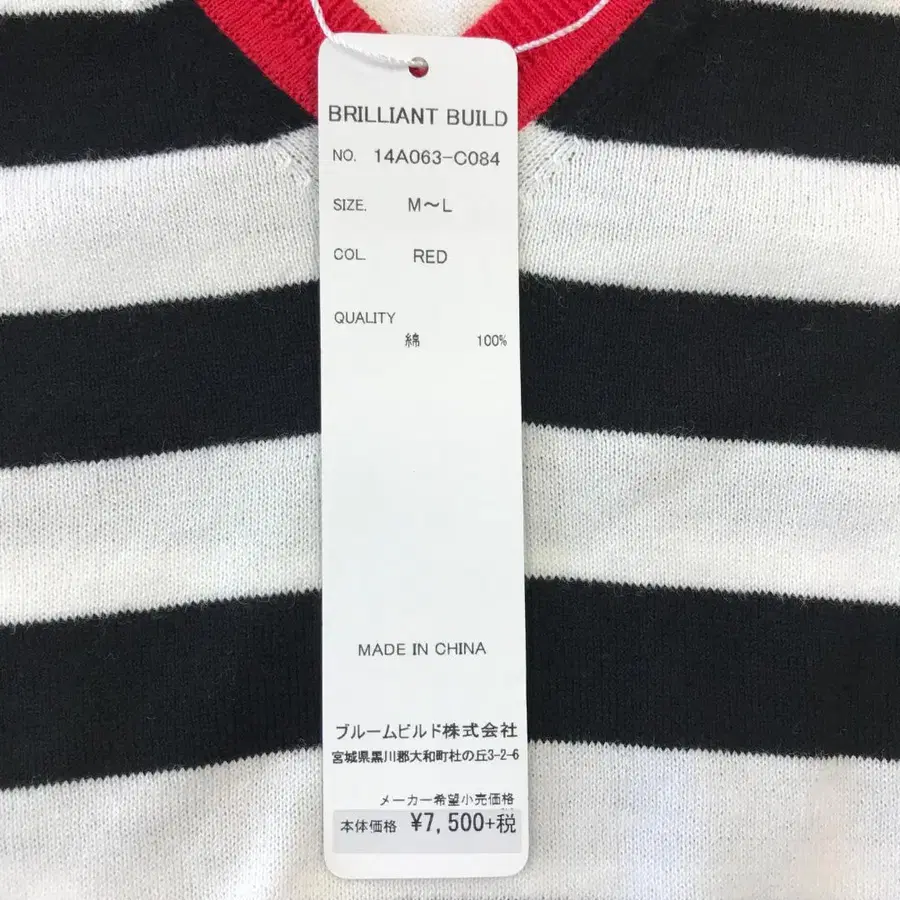 BRILLIANT BUILD
NO. 14A063-C084
SIZE. M～L
COL. RED
QUALITY
綿 100%
MADE IN CHINA
ブルームビルド株式会社
宮城県黒川郡大和町杜の丘3-2-6
メーカー希望小売価格
本体価格 ¥7,500+税